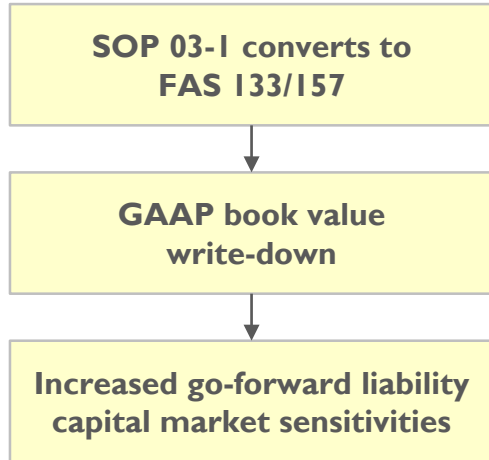 SOP 03-1 converts to
FAS 133/157
GAAP book value
write-down
Increased go-forward liability
capital market sensitivities